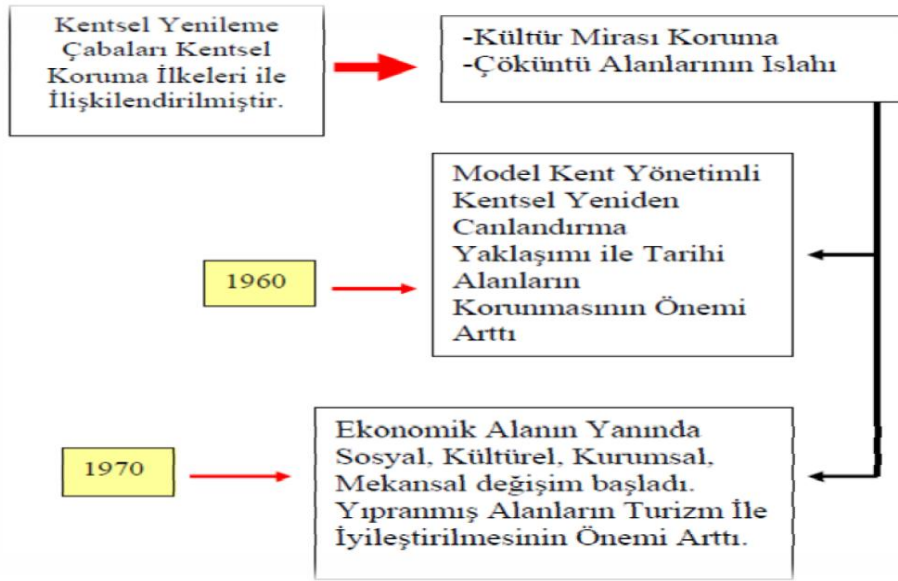 Kentsel Yenileme
Çabaları Kentsel
Koruma İlkeleri ile
İlişkilendirilmiştir.
-Kültür Mirası Koruma
-Çöküntü Alanlarının Islahı
Model Kent Yönetimli
Kentsel Yeniden
Canlandırma
Yaklaşımı ile Tarihi
Alanların
Korunmasının Önemi
Arttı
1960
Ekonomik Alanın Yanında
Sosyal, Kültürel, Kurumsal,
Mekansal değişim başladı.
Yıpranmış Alanların Turizm İle
İyileştirilmesinin Önemi Arttı.
1970